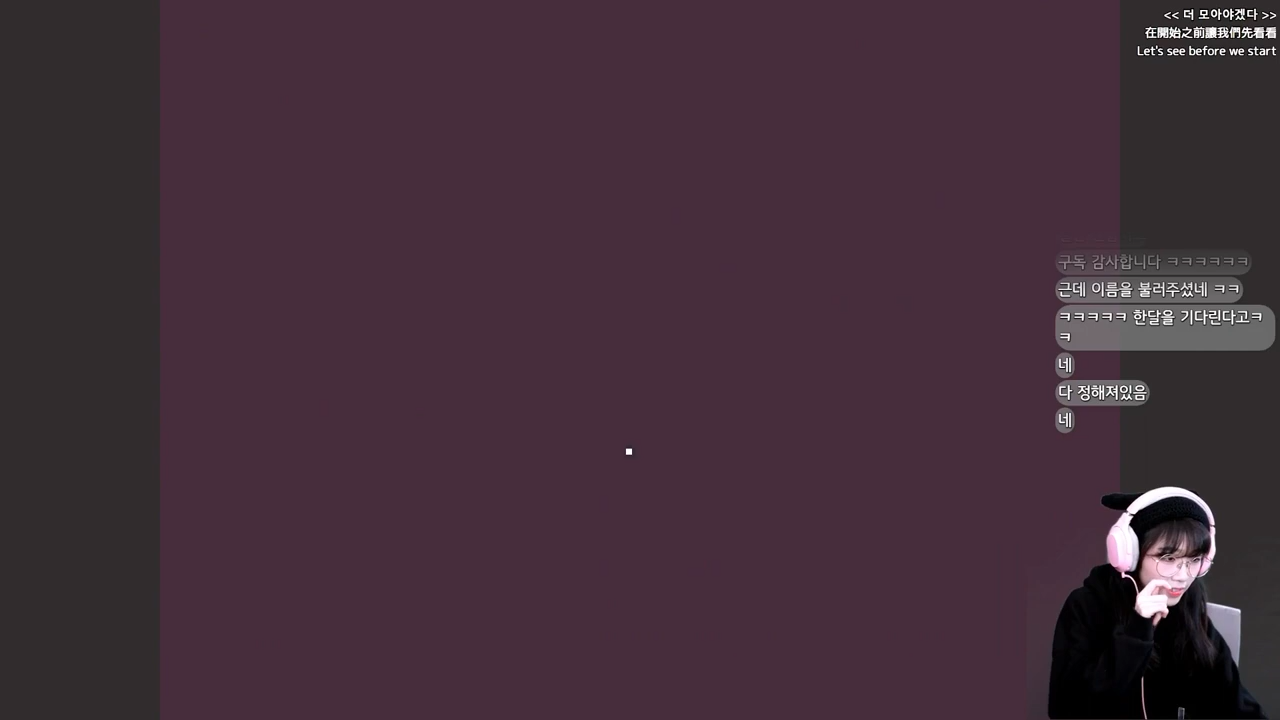 << 더 모아야겠다 >>
在開始之前讓我們先看看
Let's see before we start
구독 감사합니다 ㅋㅋㅋㅋㅋㅋ
근데 이름을 불러주셨네 ㅋㅋ
ㅋㅋㅋㅋㅋ 한달을 기다린다고ㅋ
ㅋ
네
다 정해져있음
네